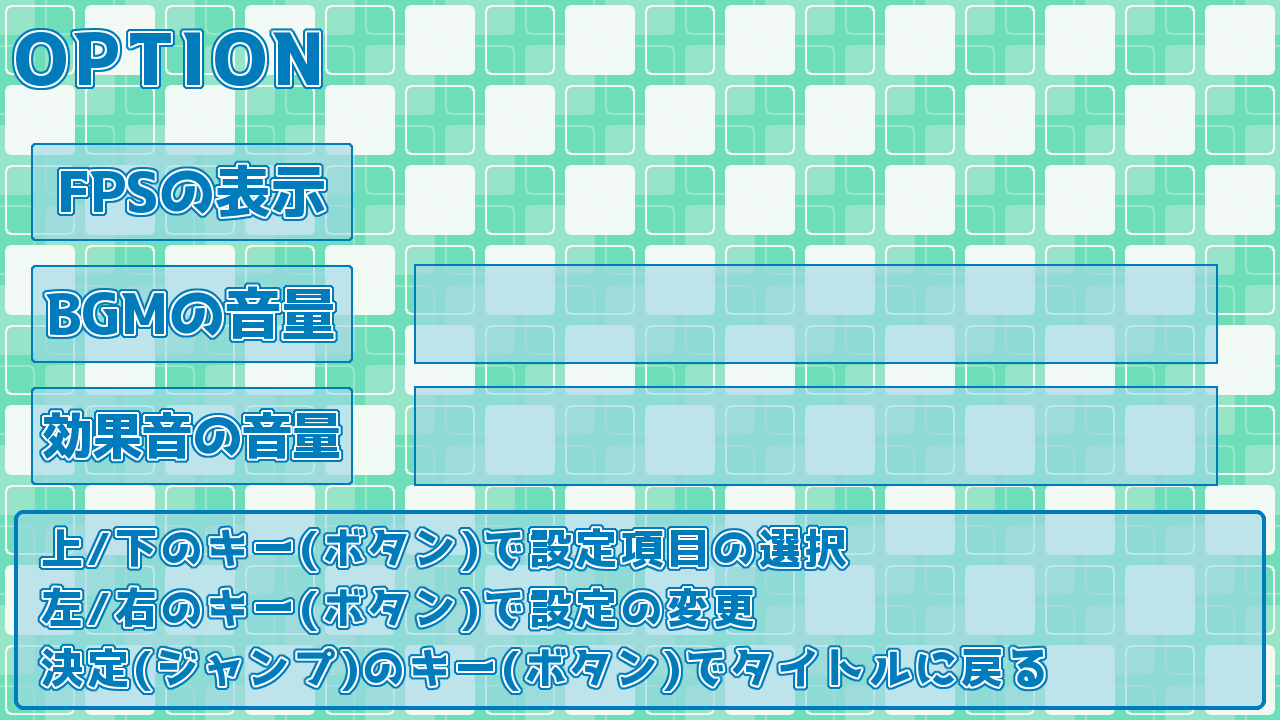 OPTION
FPSの表示
BGMの音量
効果音の音量
上/下のキー(ボタン)で設定項目の選択
左/右のキー(ボタン)で設定の変更
決定(ジャンプ)のキー(ボタン)でタイトルに戻る